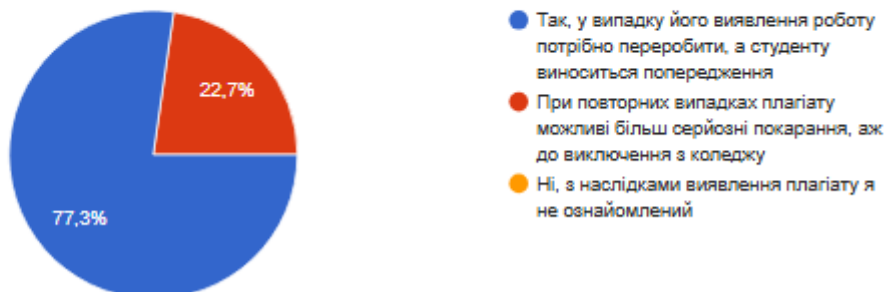 22,7%
77,3%
Так, у випадку його виявлення роботу
потрібно переробити, а студенту
виноситься попередження
При повторних випадках плагіату
можливі більш серйозні покарання, аж
до виключення з коледжу
Ні, з наслідками виявлення плагіату я
не ознайомлений